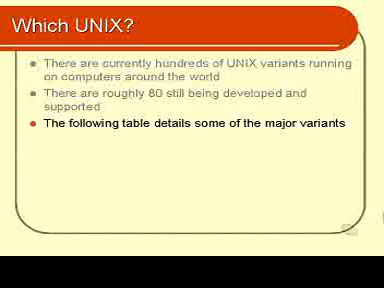 Which UNIX?
There are currently hundreds of UNIX variants running
on computers around the world
There are roughly 80 still being developed and
supported
The following table details some of the major variants